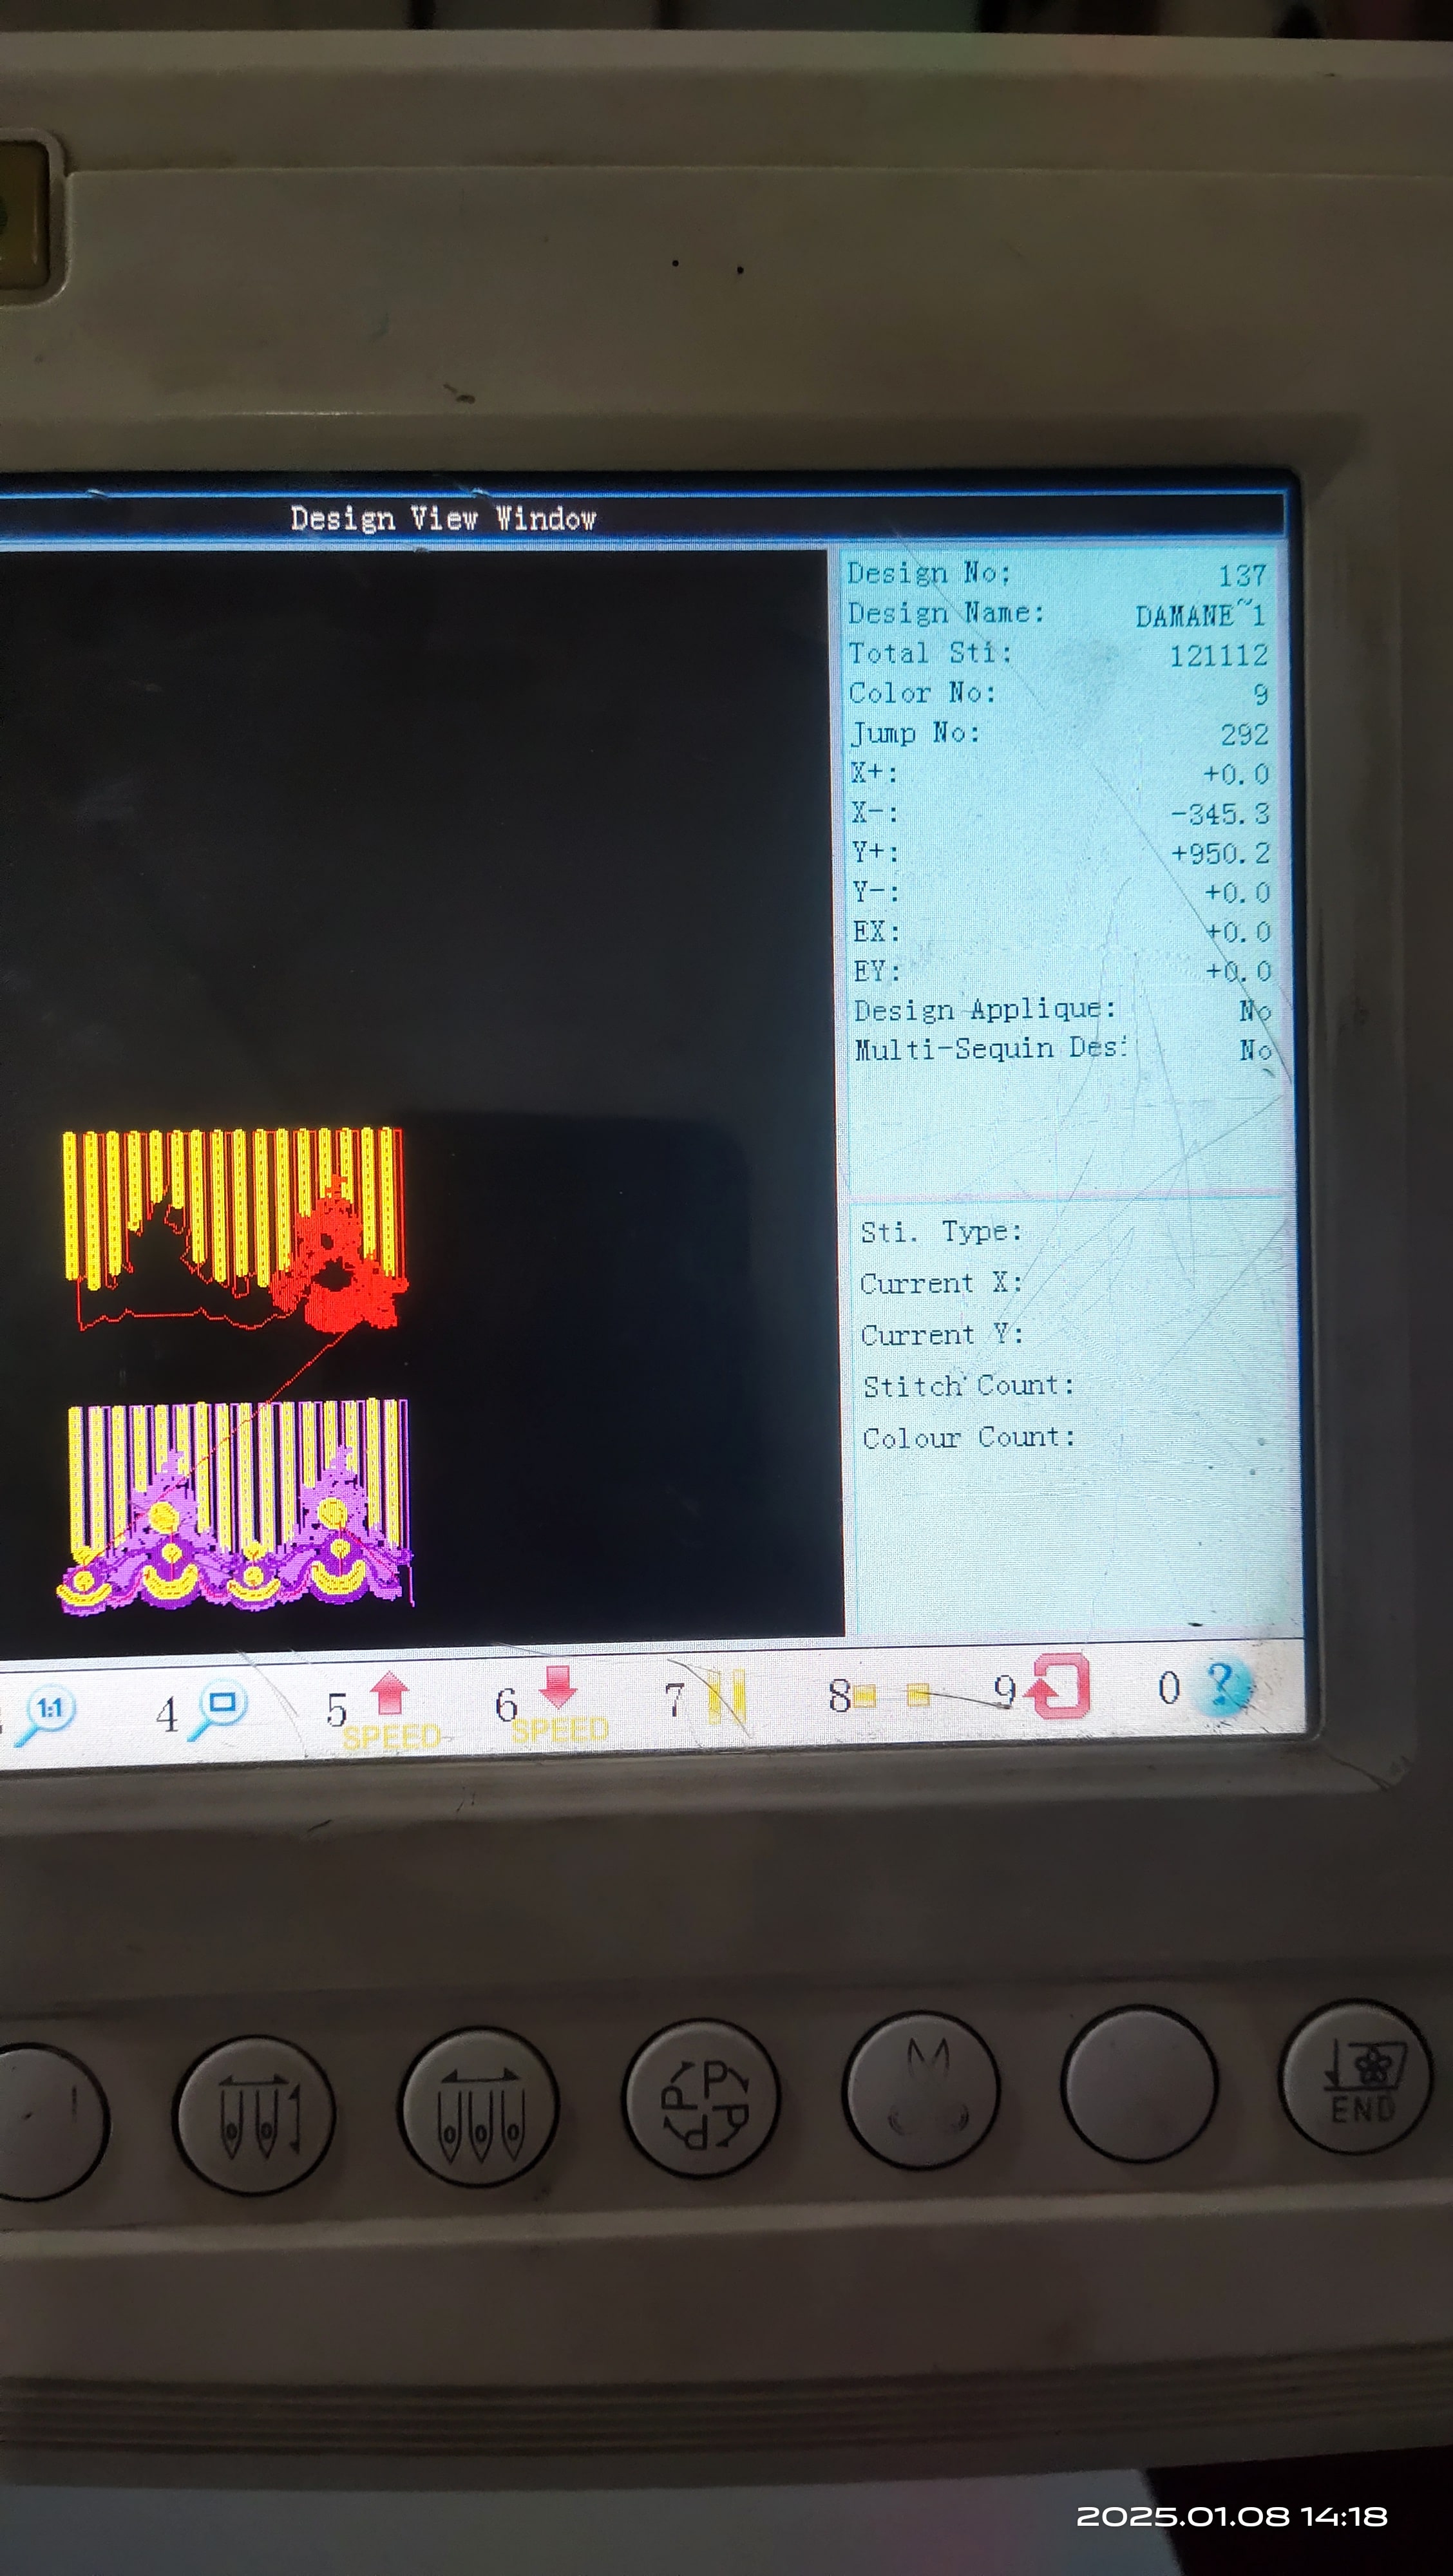 Design View Window
Design No: 137
Design Name: DAMANE~1
Total Sti: 121112
Color No: 9
Jump No: 292
X+: +0.0
X-: -345.3
Y+: +950.2
Y-: +0.0
EX: +0.0
EY: +0.0
Design Applique: No
Multi-Sequin Des: No
Sti. Type:
Current X:
Current Y:
Stitch Count:
Colour Count:
1:1 4 5 SPEED 6 SPEED 7 8 9 0 ?
P P P P M END
2025.01.08 14:18